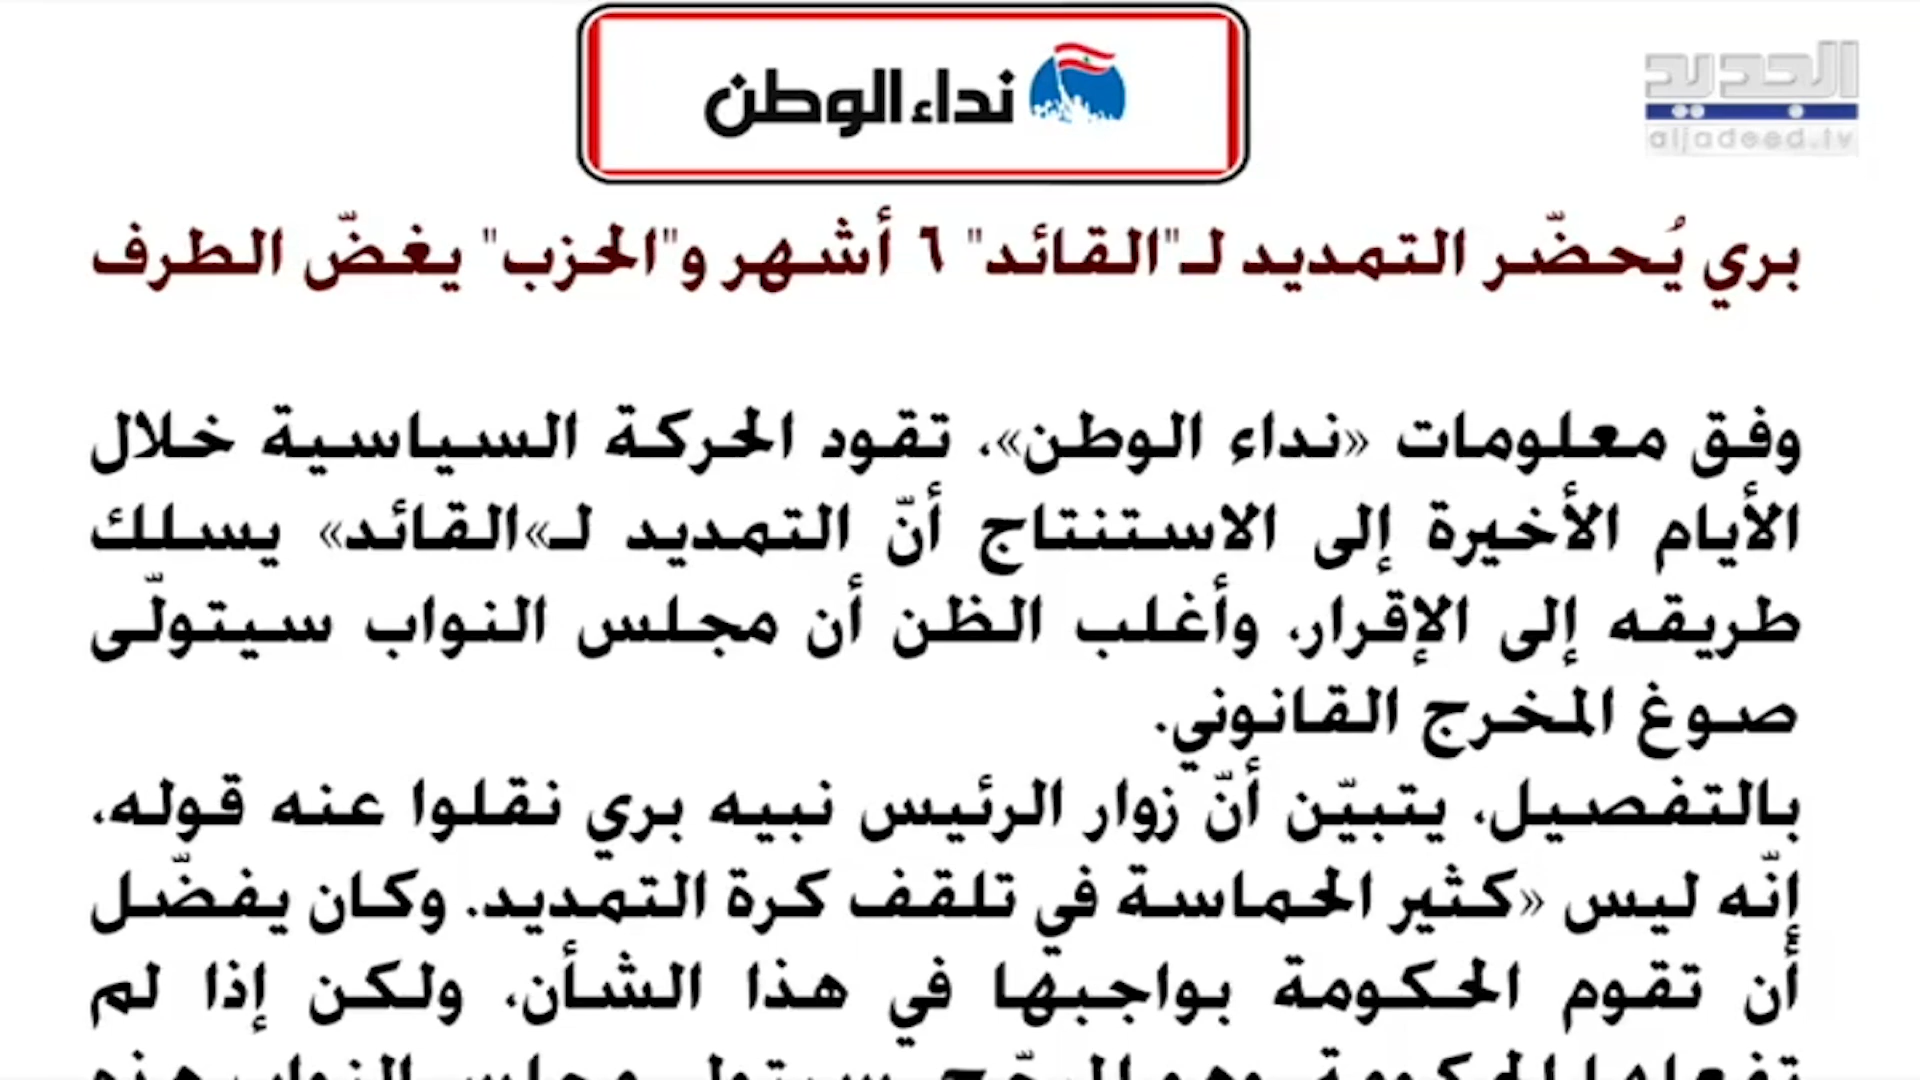 نداء الوطن
الجديد
aljadeed.tv
بري يُحضّر التمديد لـ"القائد" ٦ أشهر و"الحزب" يغضّ الطرف
وفق معلومات «نداء الوطن»، تقود الحركة السياسية خلال
الأيام الأخيرة إلى الاستنتاج أنّ التمديد لـ»القائد» يسلك
طريقه إلى الإقرار، وأغلب الظن أن مجلس النواب سيتولّى
صوغ المخرج القانوني.
بالتفصيل، يتبيّن أنّ زوار الرئيس نبيه بري نقلوا عنه قوله،
إنّه ليس «كثير الحماسة في تلقف كرة التمديد. وكان يفضّل
أن تقوم الحكومة بواجبها في هذا الشأن، ولكن إذا لم